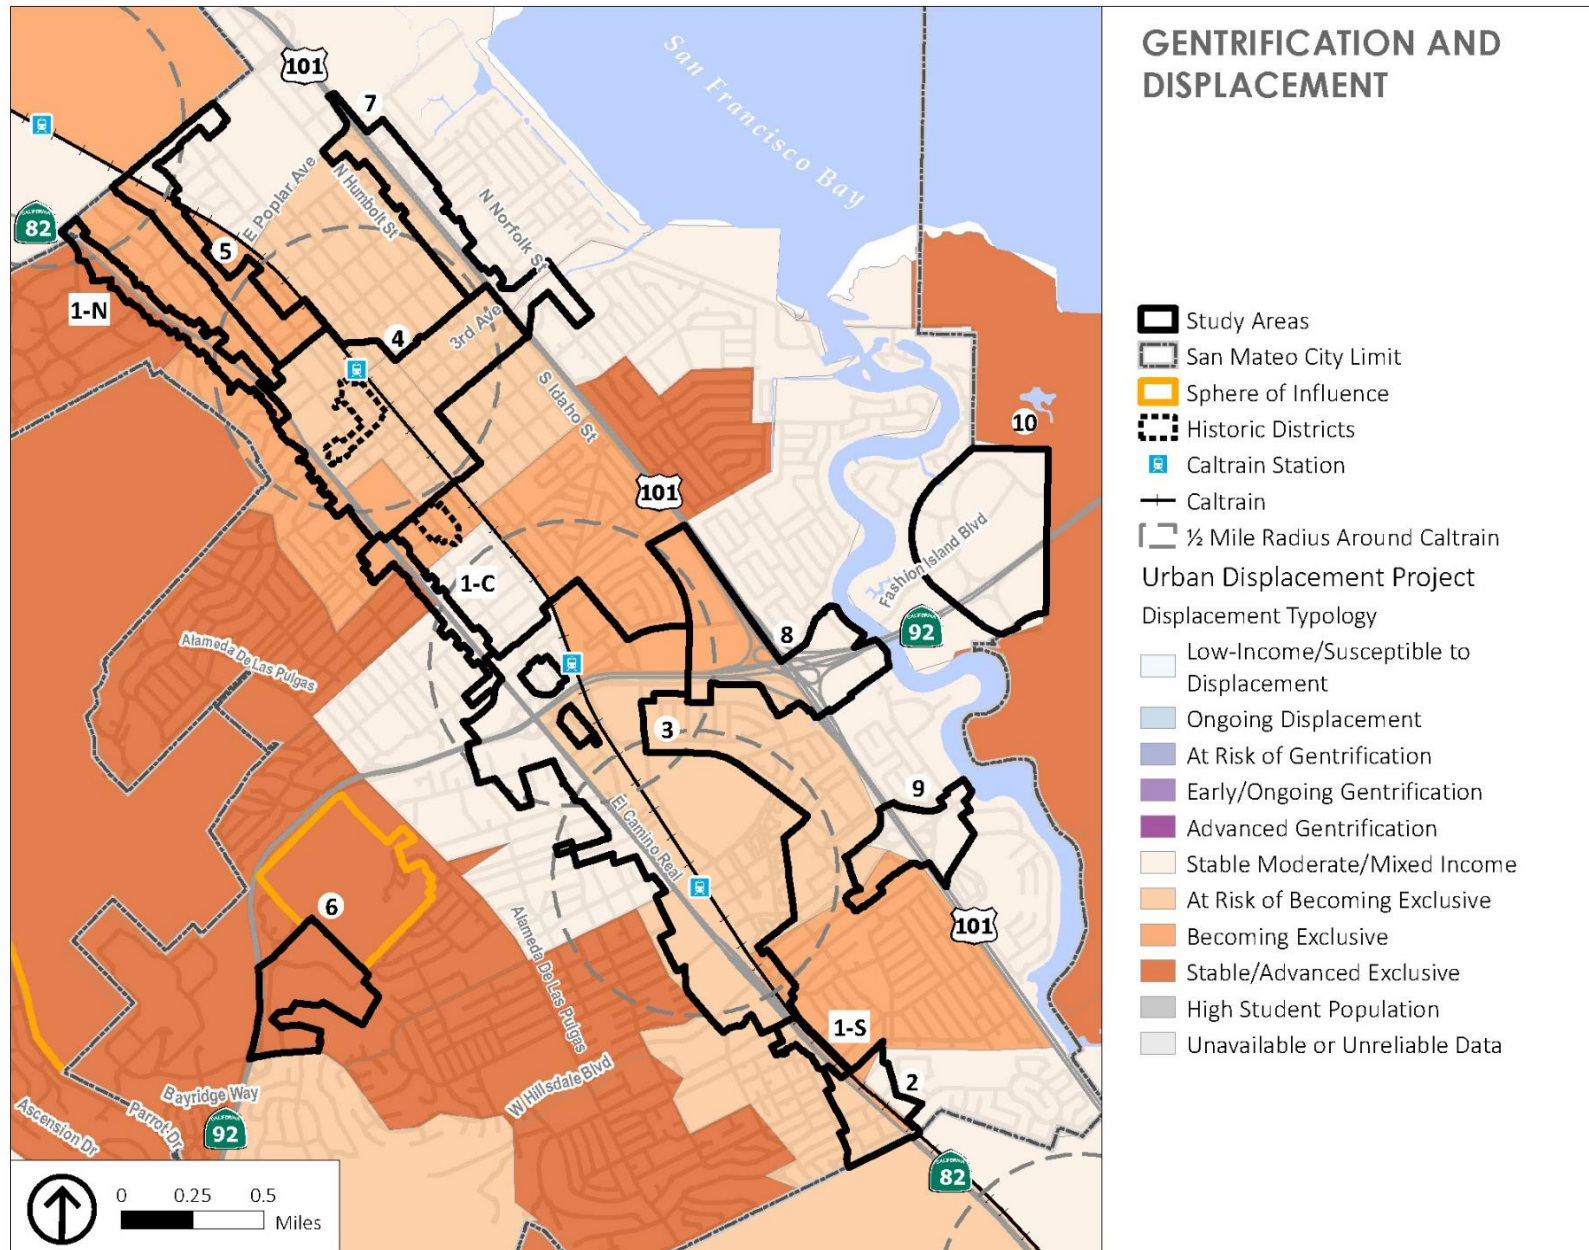 GENTRIFICATION AND
DISPLACEMENT
Study Areas
San Mateo City Limit
Sphere of Influence
Historic Districts
Caltrain Station
Caltrain
½ Mile Radius Around Caltrain
Urban Displacement Project
Displacement Typology
Low-Income/Susceptible to
Displacement
Ongoing Displacement
At Risk of Gentrification
Early/Ongoing Gentrification
Advanced Gentrification
Stable Moderate/Mixed Income
At Risk of Becoming Exclusive
Becoming Exclusive
Stable/Advanced Exclusive
High Student Population
Unavailable or Unreliable Data
San Francisco Bay
101
7
E Poplar Ave
N Humbolt St
N Norfolk St
CALIFORNIA
82
5
1-N
4
3rd Ave
S Idaho St
10
101
Fashion Island Blvd
1-C
8
CALIFORNIA
92
Alameda De Las Pulgas
3
9
El Camino Real
6
Alameda De Las Pulgas
101
W Hillsdale Blvd
1-S
2
Bayridge Way
Ascension Dr
Parrot Dr
CALIFORNIA
92
CALIFORNIA
82
0 0.25 0.5
Miles